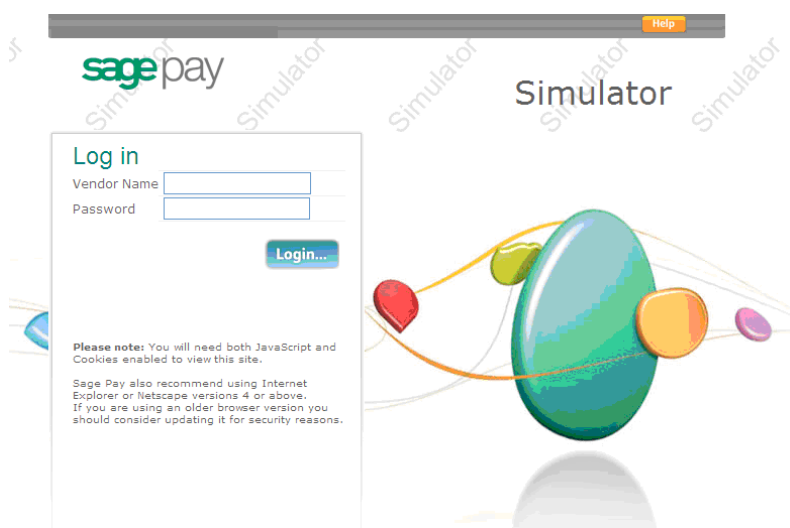 Help
sage pay
Simulator
Simulator
Simulator
Simulator
Simulator
Simulator
Log in
Vendor Name
Password
Login...
Please note: You will need both JavaScript and
Cookies enabled to view this site.
Sage Pay also recommend using Internet
Explorer or Netscape versions 4 or above.
If you are using an older browser version you
should consider updating it for security reasons.